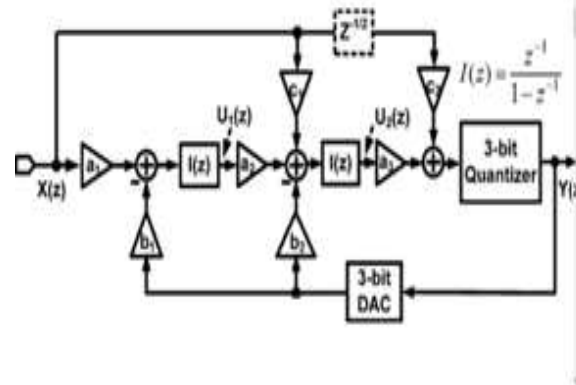 Z^{-1/2}
c₁
c₂
I(z) = z^{-1} / (1 - z^{-1})
U₁(z)
U₂(z)
X(z)
a₁
I(z)
a₂
I(z)
a₃
3-bit
Quantizer
Y(z
b₁
b₂
3-bit
DAC